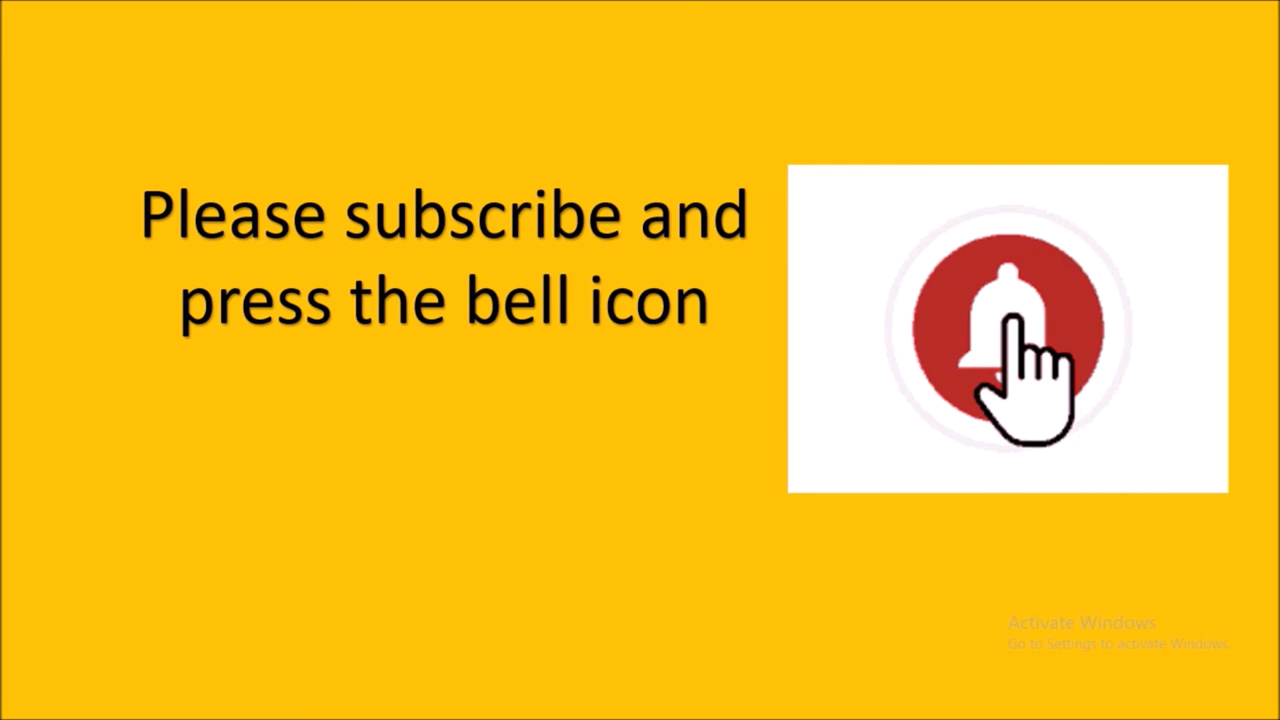 Please subscribe and
press the bell icon
Activate Windows
Go to Settings to activate Windows.